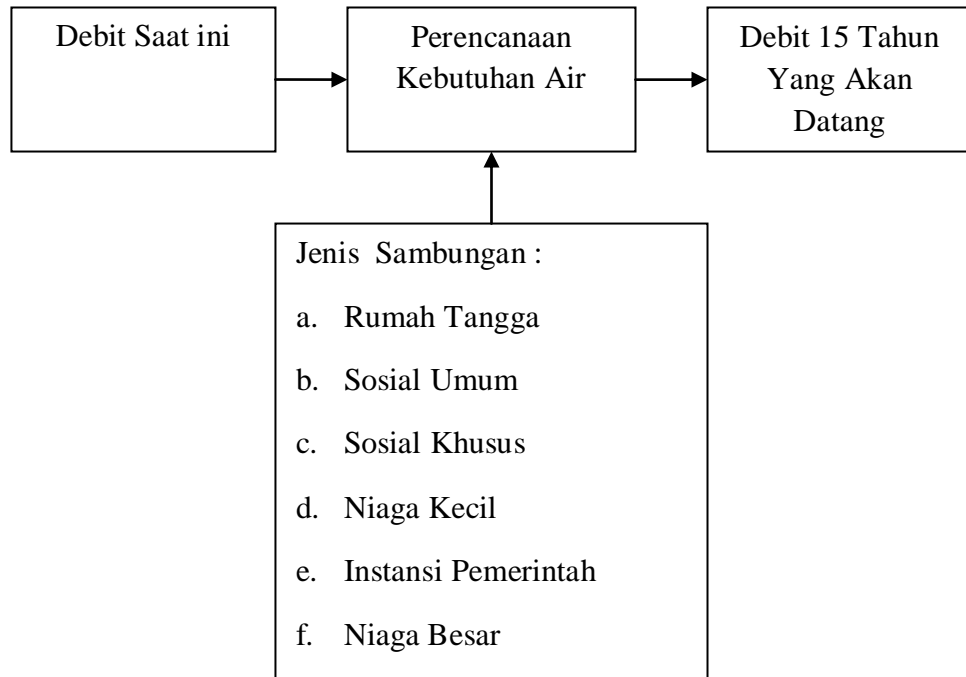 Debit Saat ini
Perencanaan
Kebutuhan Air
Debit 15 Tahun
Yang Akan
Datang
Jenis Sambungan :
a. Rumah Tangga
b. Sosial Umum
c. Sosial Khusus
d. Niaga Kecil
e. Instansi Pemerintah
f. Niaga Besar